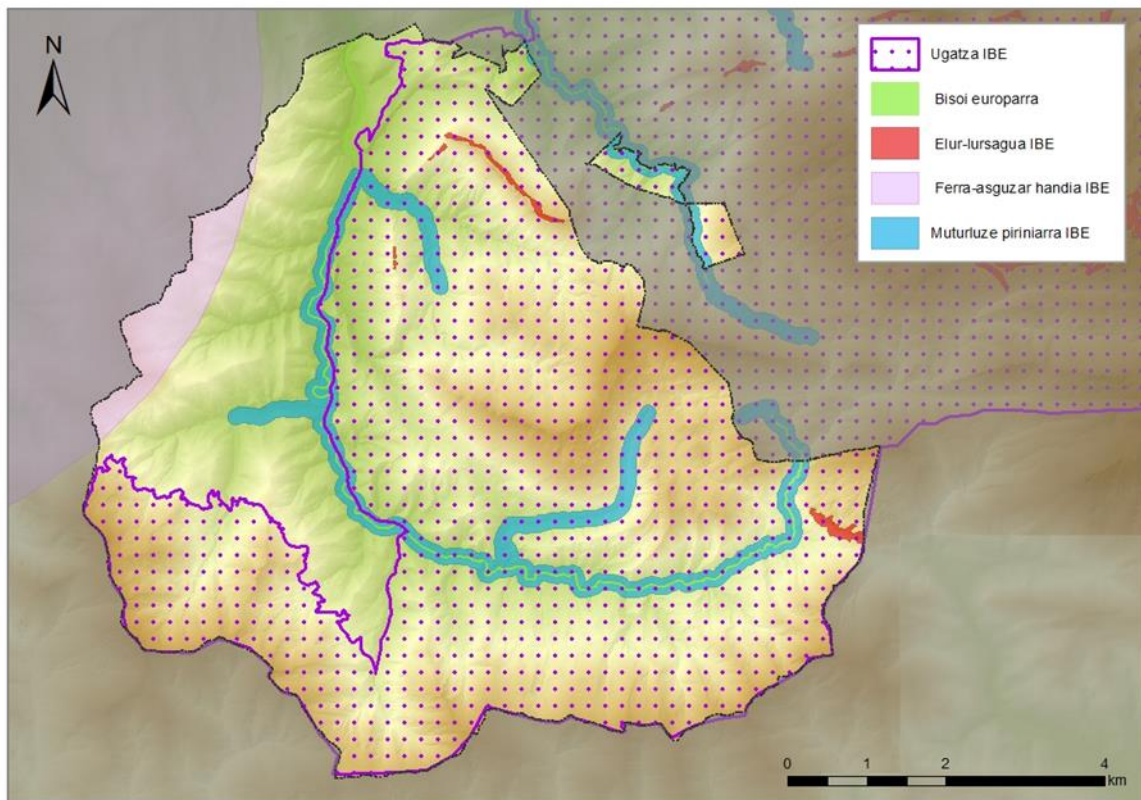 N
Ugatza IBE
Bisoi europarra
Elur-lursagua IBE
Ferra-asguzar handia IBE
Muturluze piriniarra IBE
0 1 2 4
km